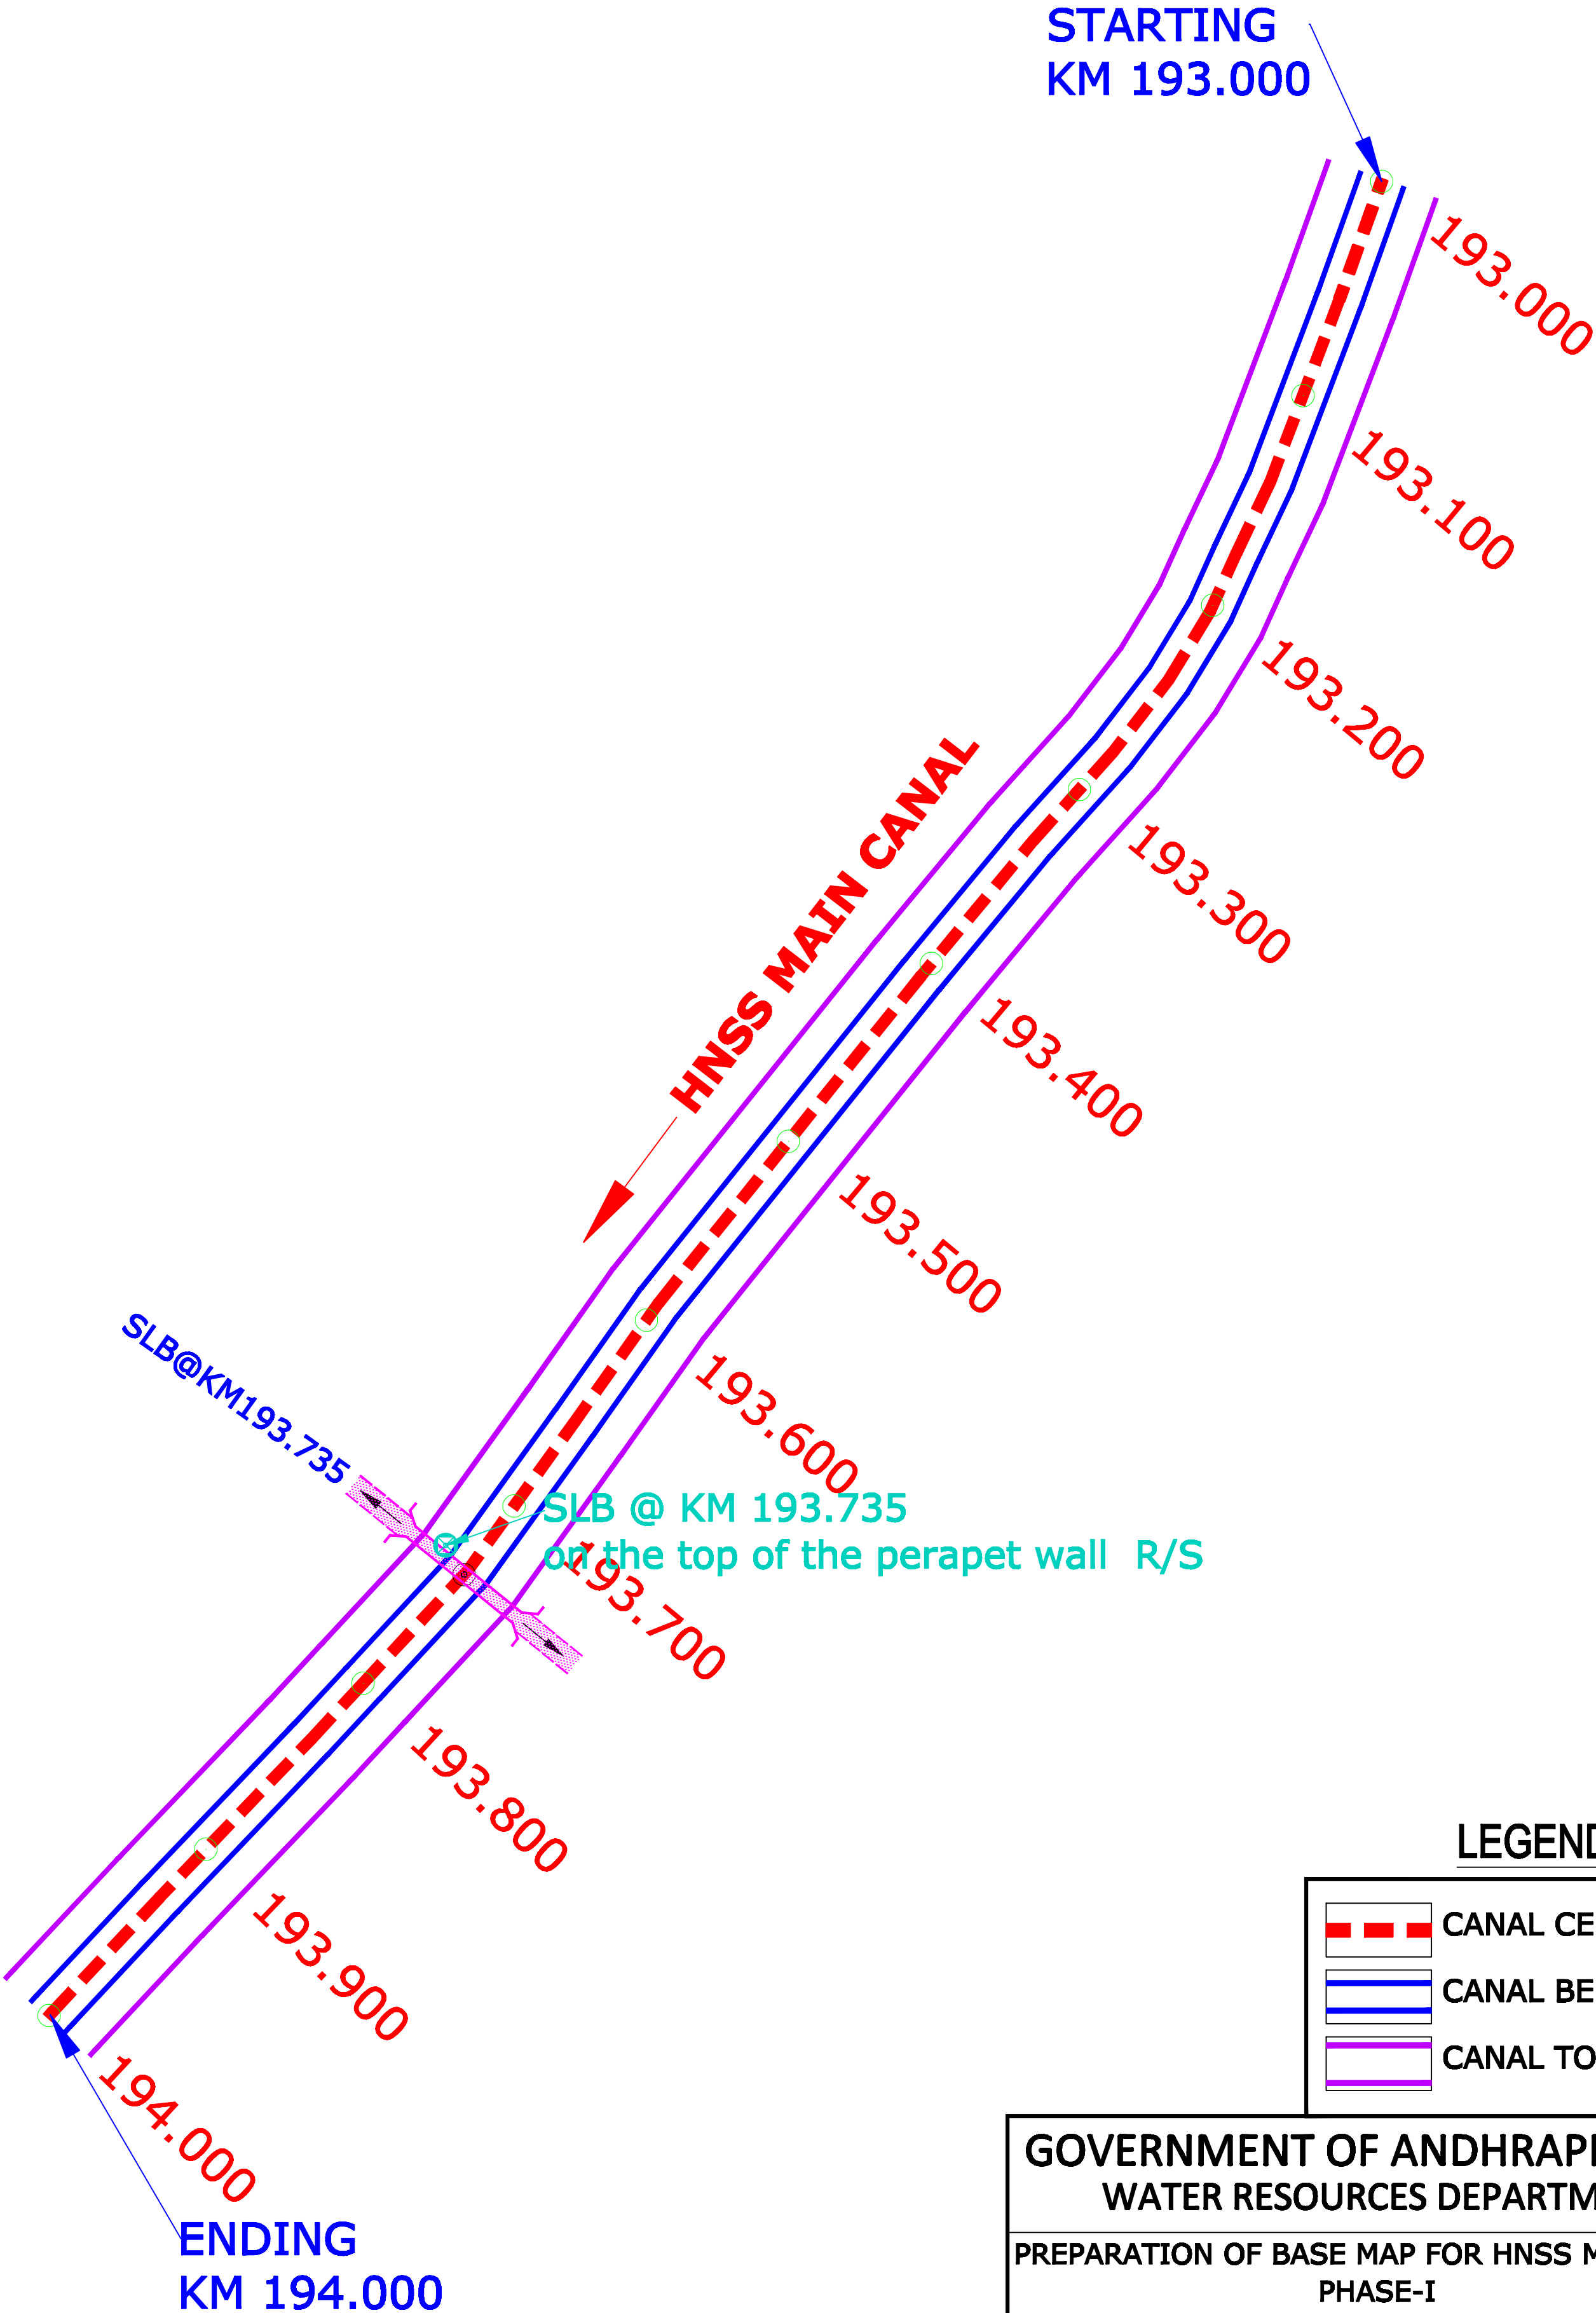 STARTING
KM 193.000
193.000
193.100
193.200
193.300
HNSS MAIN CANAL
193.400
193.500
193.600
SLB@KM193.735
SLB @ KM 193.735
on the top of the perapet wall R/S
193.700
193.800
193.900
194.000
ENDING
KM 194.000
LEGEND
CANAL CE
CANAL BE
CANAL TO
GOVERNMENT OF ANDHRAP
WATER RESOURCES DEPARTM
PREPARATION OF BASE MAP FOR HNSS M
PHASE-I